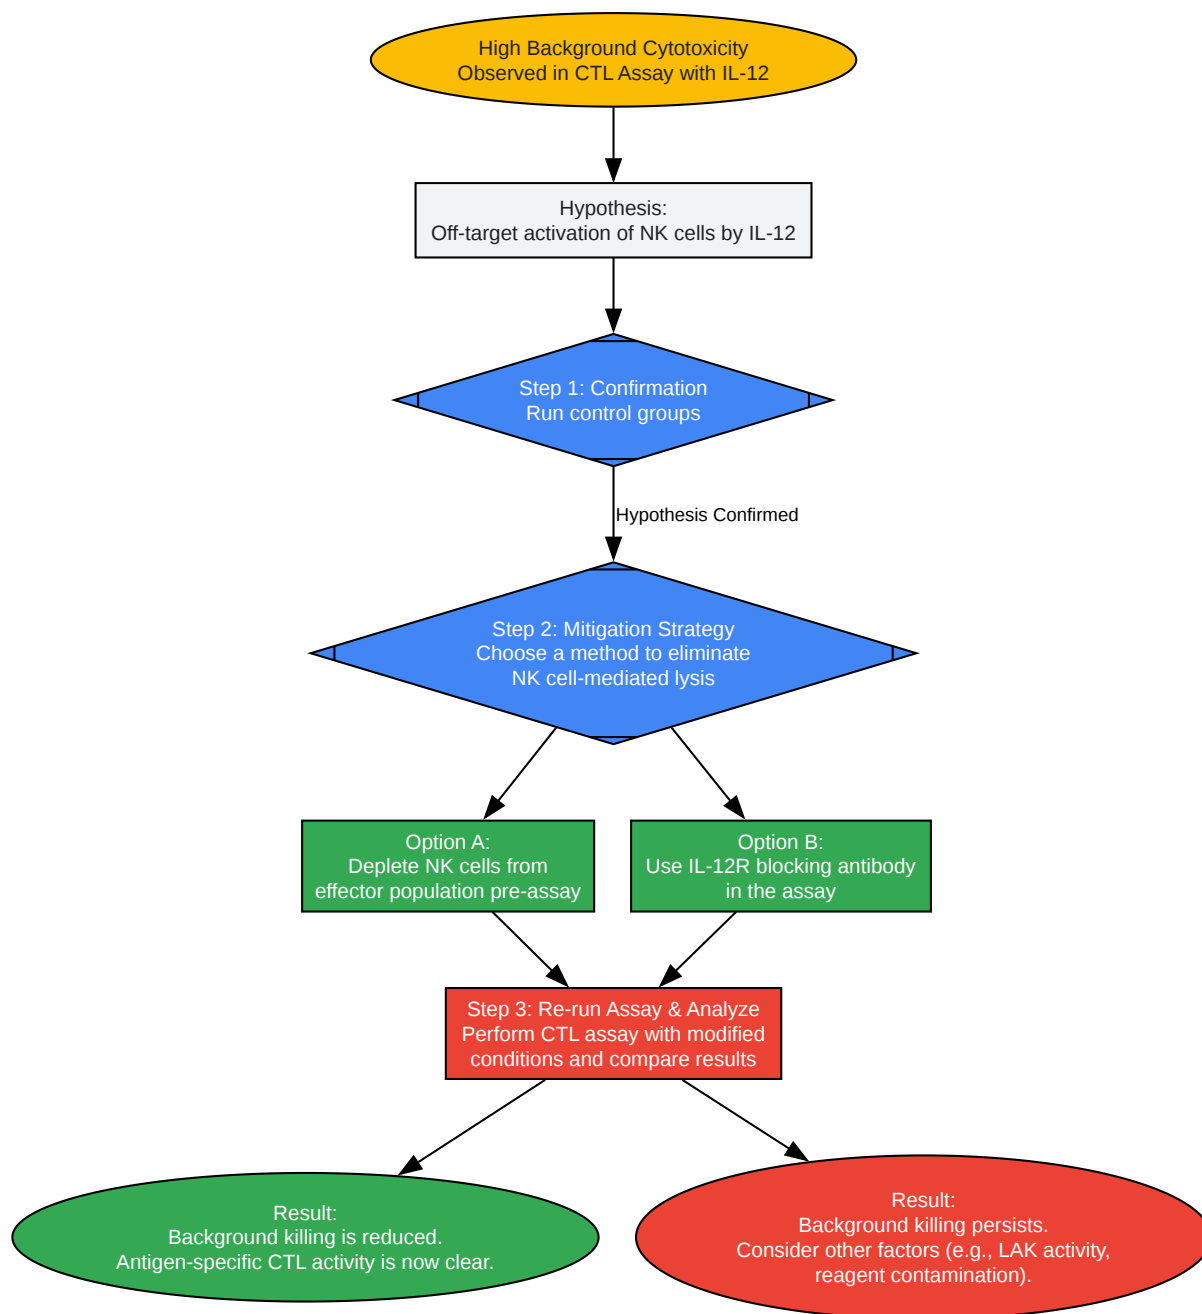 High Background Cytotoxicity
Observed in CTL Assay with IL-12
Hypothesis:
Off-target activation of NK cells by IL-12
Step 1: Confirmation
Run control groups
Hypothesis Confirmed
Step 2: Mitigation Strategy
Choose a method to eliminate
NK cell-mediated lysis
Option A:
Deplete NK cells from
effector population pre-assay
Option B:
Use IL-12R blocking antibody
in the assay
Step 3: Re-run Assay & Analyze
Perform CTL assay with modified
conditions and compare results
Result:
Background killing is reduced.
Antigen-specific CTL activity is now clear.
Result:
Background killing persists.
Consider other factors (e.g., LAK activity,
reagent contamination).